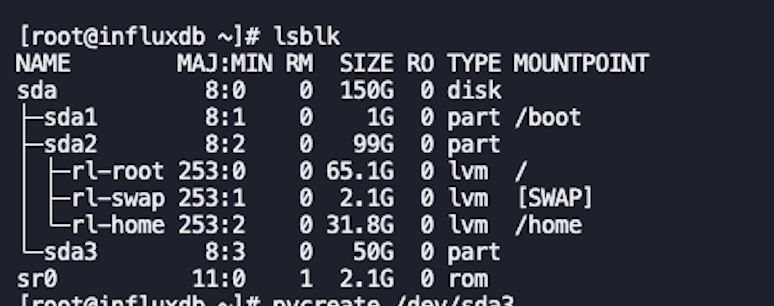 [root@influxdb ~]# lsblk
NAME        MAJ:MIN RM  SIZE RO TYPE MOUNTPOINT
sda           8:0    0  150G  0 disk
├─sda1        8:1    0    1G  0 part /boot
├─sda2        8:2    0   99G  0 part
│ ├─rl-root 253:0    0 65.1G  0 lvm  /
│ ├─rl-swap 253:1    0  2.1G  0 lvm  [SWAP]
│ └─rl-home 253:2    0 31.8G  0 lvm  /home
└─sda3        8:3    0   50G  0 part
sr0          11:0    1  2.1G  0 rom
[root@influxdb ~]# pvcreate /dev/sda3